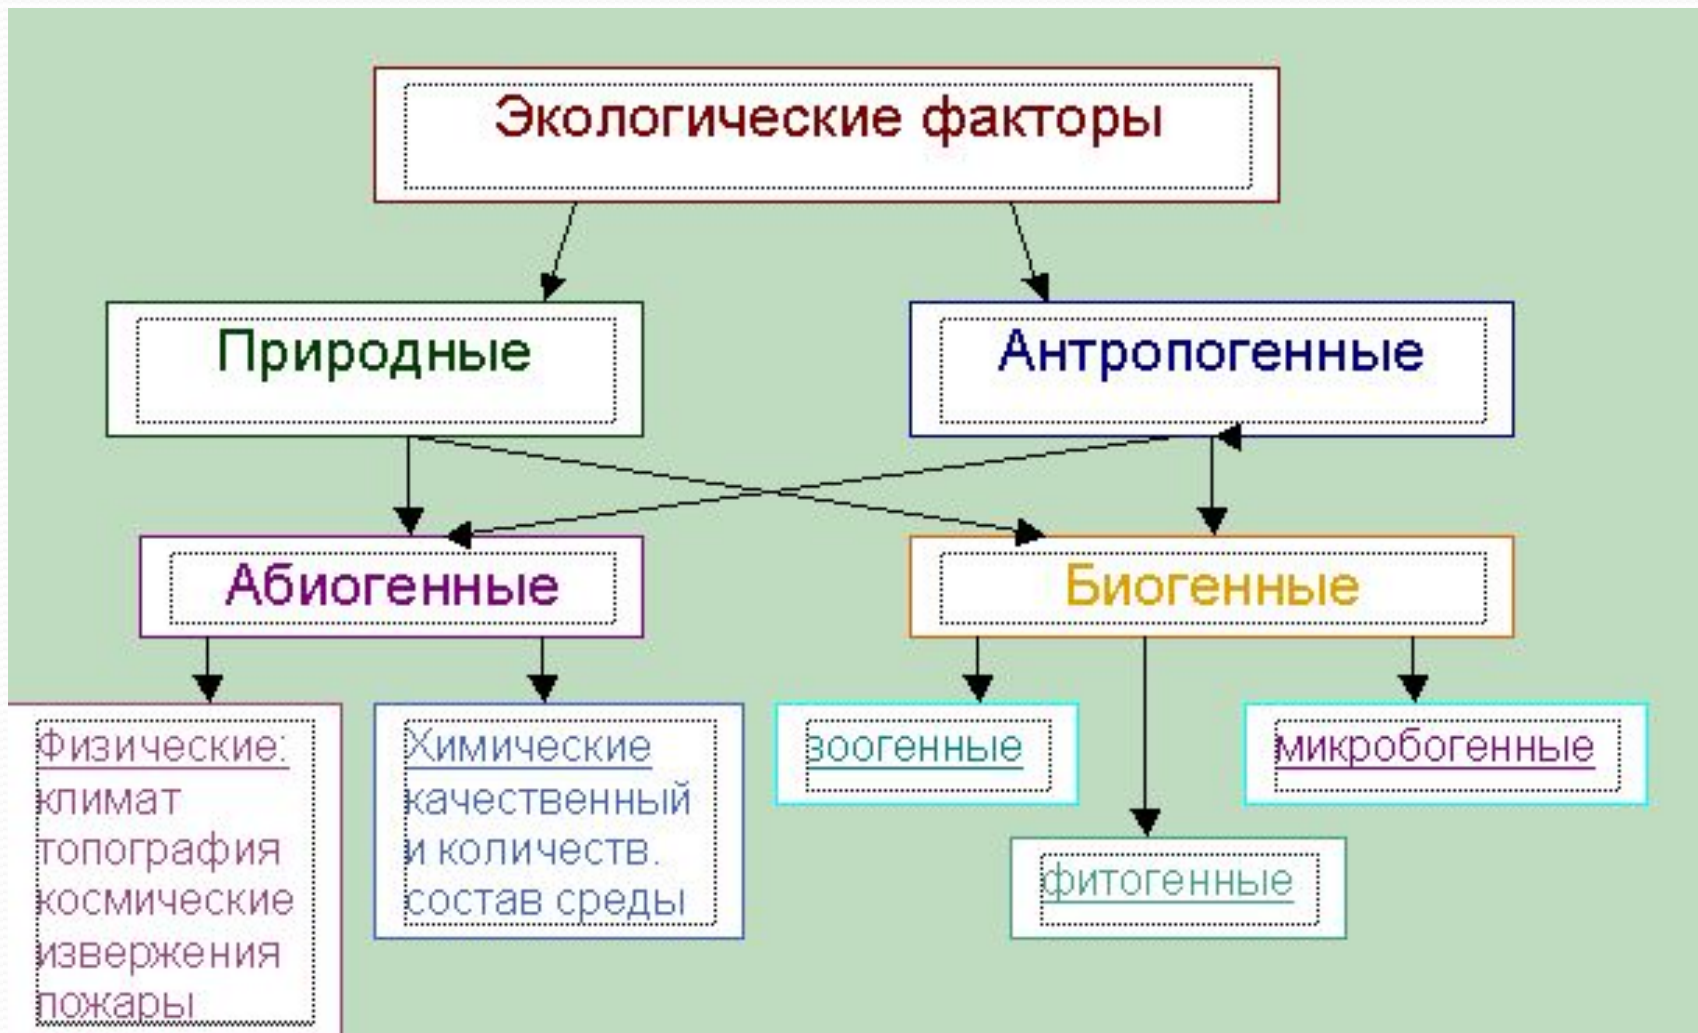 Экологические факторы
Природные
Антропогенные
Абиогенные
Биогенные
Физические:
климат
топография
космические
извержения
пожары
Химические
качественный
и количеств.
состав среды
зоогенные
микробогенные
фитогенные